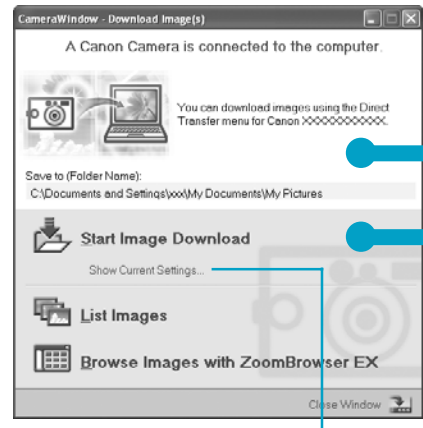 CameraWindow - Download Image(s)
A Canon Camera is connected to the computer.
You can download images using the Direct
Transfer menu for Canon XXXXXXXXXXX.
Save to (Folder Name):
C:\Documents and Settings\xxx\My Documents\My Pictures
Start Image Download
Show Current Settings...
List Images
Browse Images with ZoomBrowser EX
Close Window